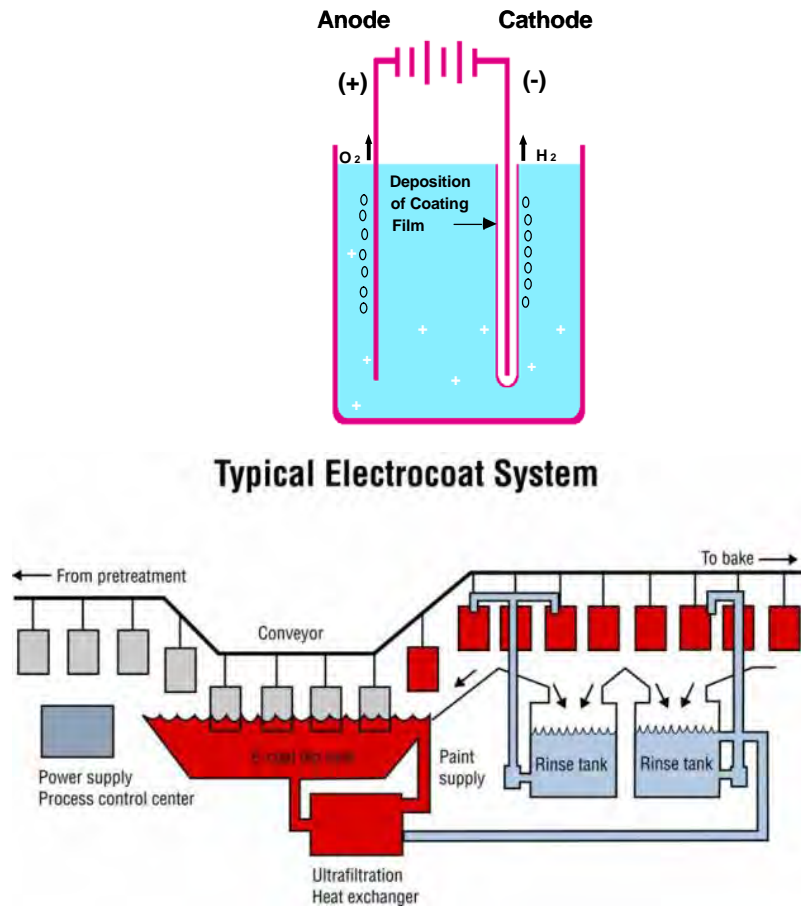 Anode
Cathode
(+)
(-)
O2
H2
Deposition
of Coating
Film
+
+
+
+
+
+
+
+
Typical Electrocoat System
To bake
From pretreatment
Conveyor
Power supply
Process control center
Paint
supply
Rinse tank
Rinse tank
Ultrafiltration
Heat exchanger